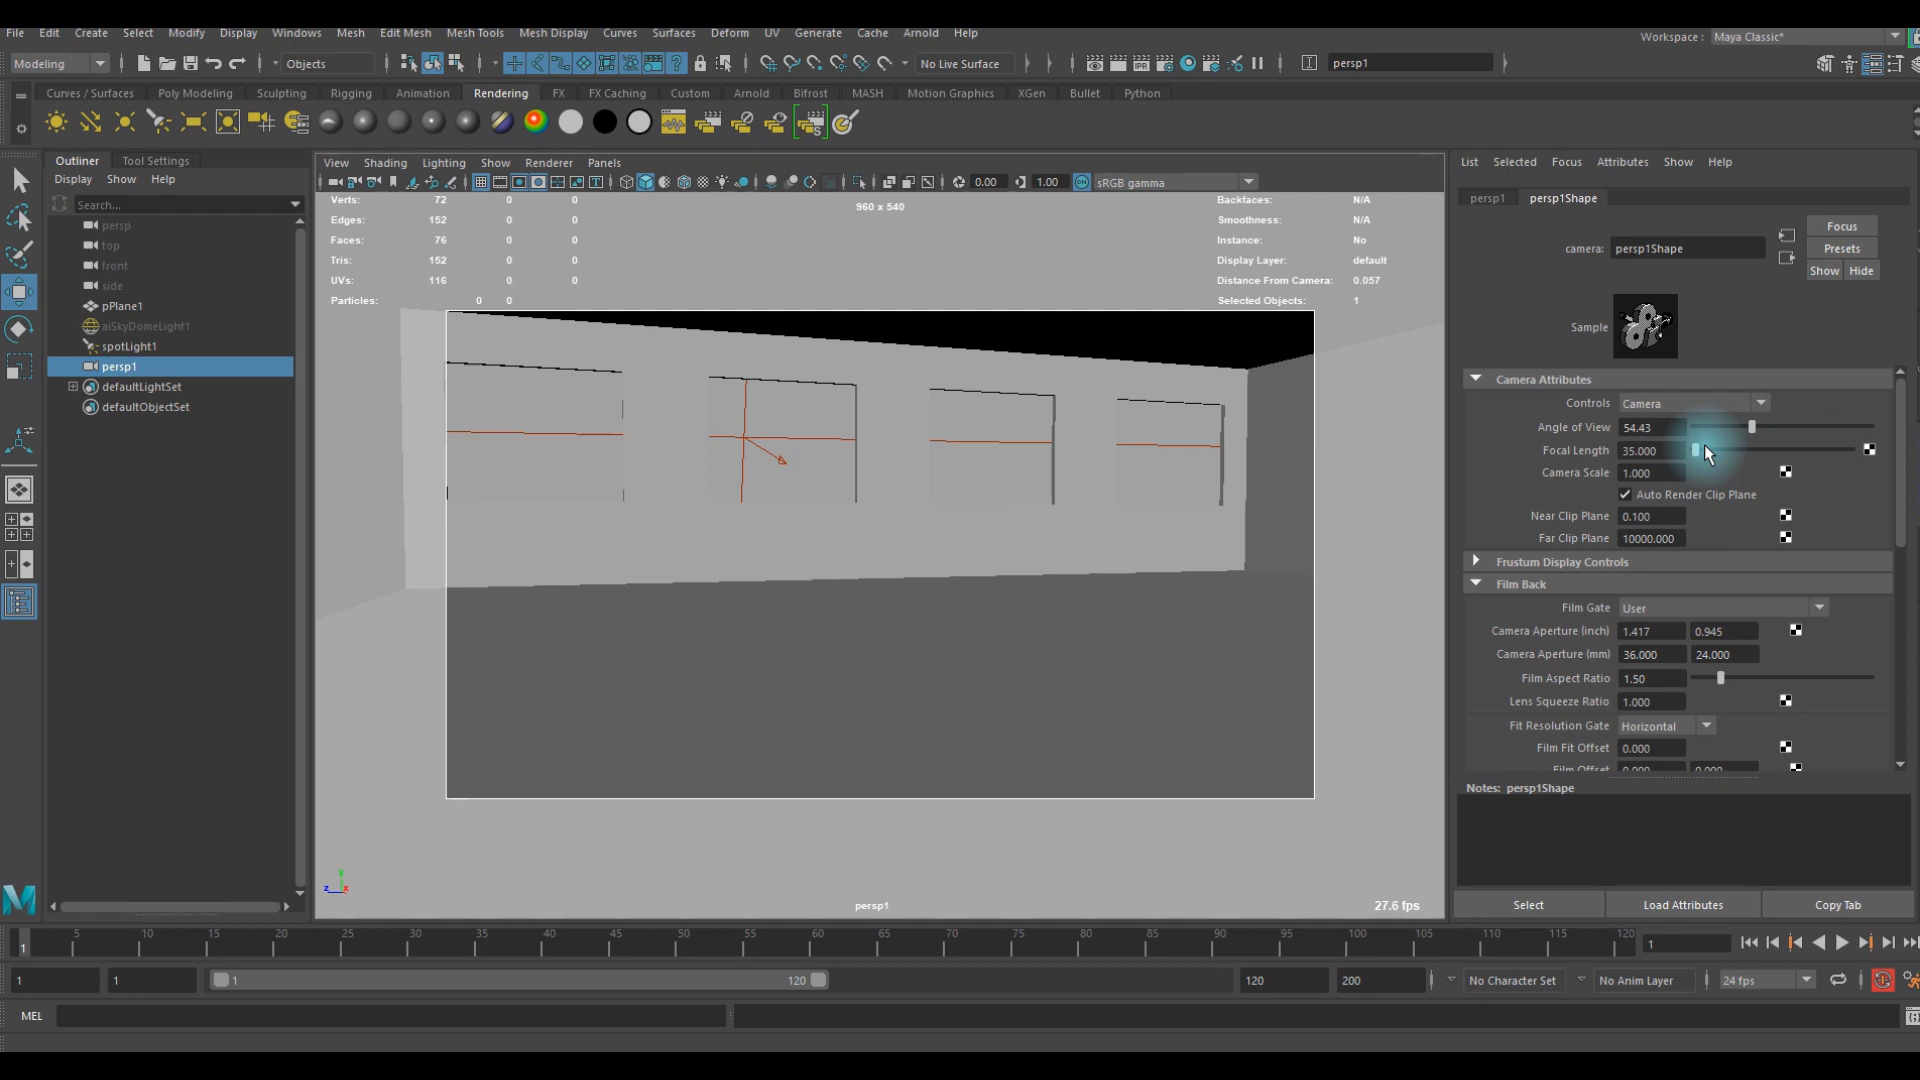 File Edit Create Select Modify Display Windows Mesh Edit Mesh Mesh Tools Mesh Display Curves Surfaces Deform UV Generate Cache Arnold Help
Workspace : Maya Classic*
Modeling Objects No Live Surface persp1
Curves / Surfaces Poly Modeling Sculpting Rigging Animation Rendering FX FX Caching Custom Arnold Bifrost MASH Motion Graphics XGen Bullet Python
Outliner Tool Settings
Display Show Help
Search...
persp
top
front
side
pPlane1
aiSkyDomeLight1
spotLight1
persp1
defaultLightSet
defaultObjectSet
View Shading Lighting Show Renderer Panels
0.00 1.00 sRGB gamma
Verts: 72 0 0
Edges: 152 0 0
Faces: 76 0 0
Tris: 152 0 0
UVs: 116 0 0
Particles: 0 0
960 x 540
Backfaces: N/A
Smoothness: N/A
Instance: No
Display Layer: default
Distance From Camera: 0.057
Selected Objects: 1
persp1
27.6 fps
List Selected Focus Attributes Show Help
persp1 persp1Shape
camera: persp1Shape
Focus
Presets
Show Hide
Sample
Camera Attributes
Controls Camera
Angle of View 54.43
Focal Length 35.000
Camera Scale 1.000
Auto Render Clip Plane
Near Clip Plane 0.100
Far Clip Plane 10000.000
Frustum Display Controls
Film Back
Film Gate User
Camera Aperture (inch) 1.417 0.945
Camera Aperture (mm) 36.000 24.000
Film Aspect Ratio 1.50
Lens Squeeze Ratio 1.000
Fit Resolution Gate Horizontal
Film Fit Offset 0.000
Film Offset 0.000 0.000
Notes: persp1Shape
Select Load Attributes Copy Tab
1 5 10 15 20 25 30 35 40 45 50 55 60 65 70 75 80 85 90 95 100 105 110 115 120
1
1 1 1 120 120 200 No Character Set No Anim Layer 24 fps
MEL